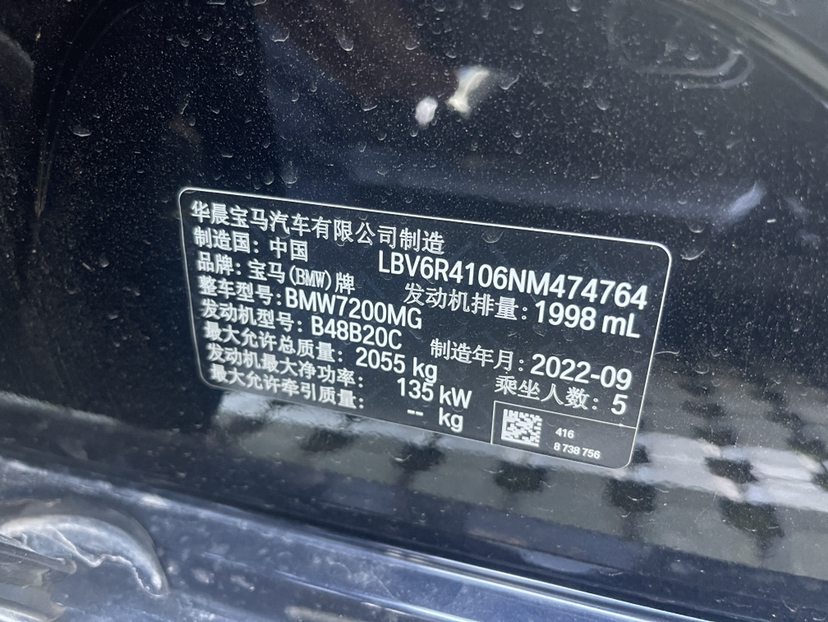 华晨宝马汽车有限公司制造
制造国：中国 LBV6R4106NM474764
品牌：宝马(BMW)牌 发动机排量：1998 mL
整车型号：BMW7200MG
发动机型号：B48B20C 制造年月：2022-09
最大允许总质量：2055 kg 乘坐人数：5
发动机最大净功率：135 kW
最大允许牵引质量：-- kg
416
8 738 756